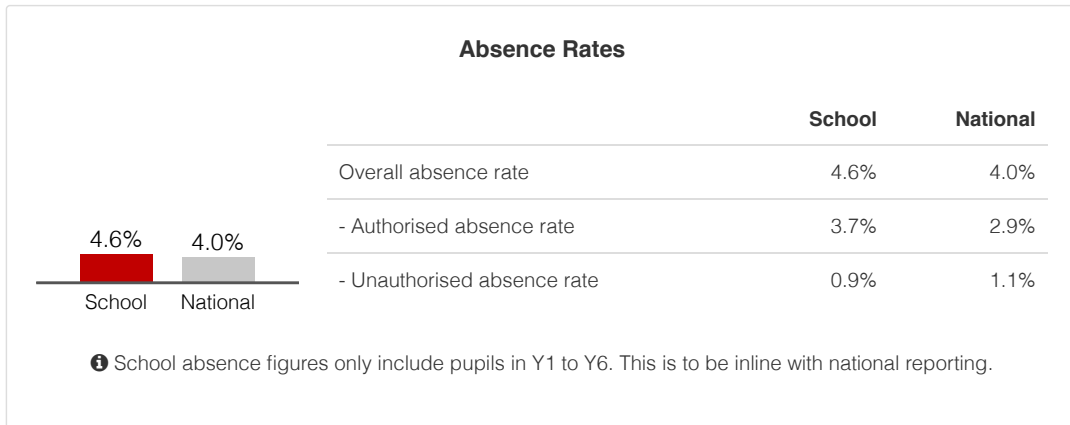 Absence Rates
School National
Overall absence rate 4.6% 4.0%
- Authorised absence rate 3.7% 2.9%
- Unauthorised absence rate 0.9% 1.1%
4.6% 4.0%
School National
School absence figures only include pupils in Y1 to Y6. This is to be inline with national reporting.